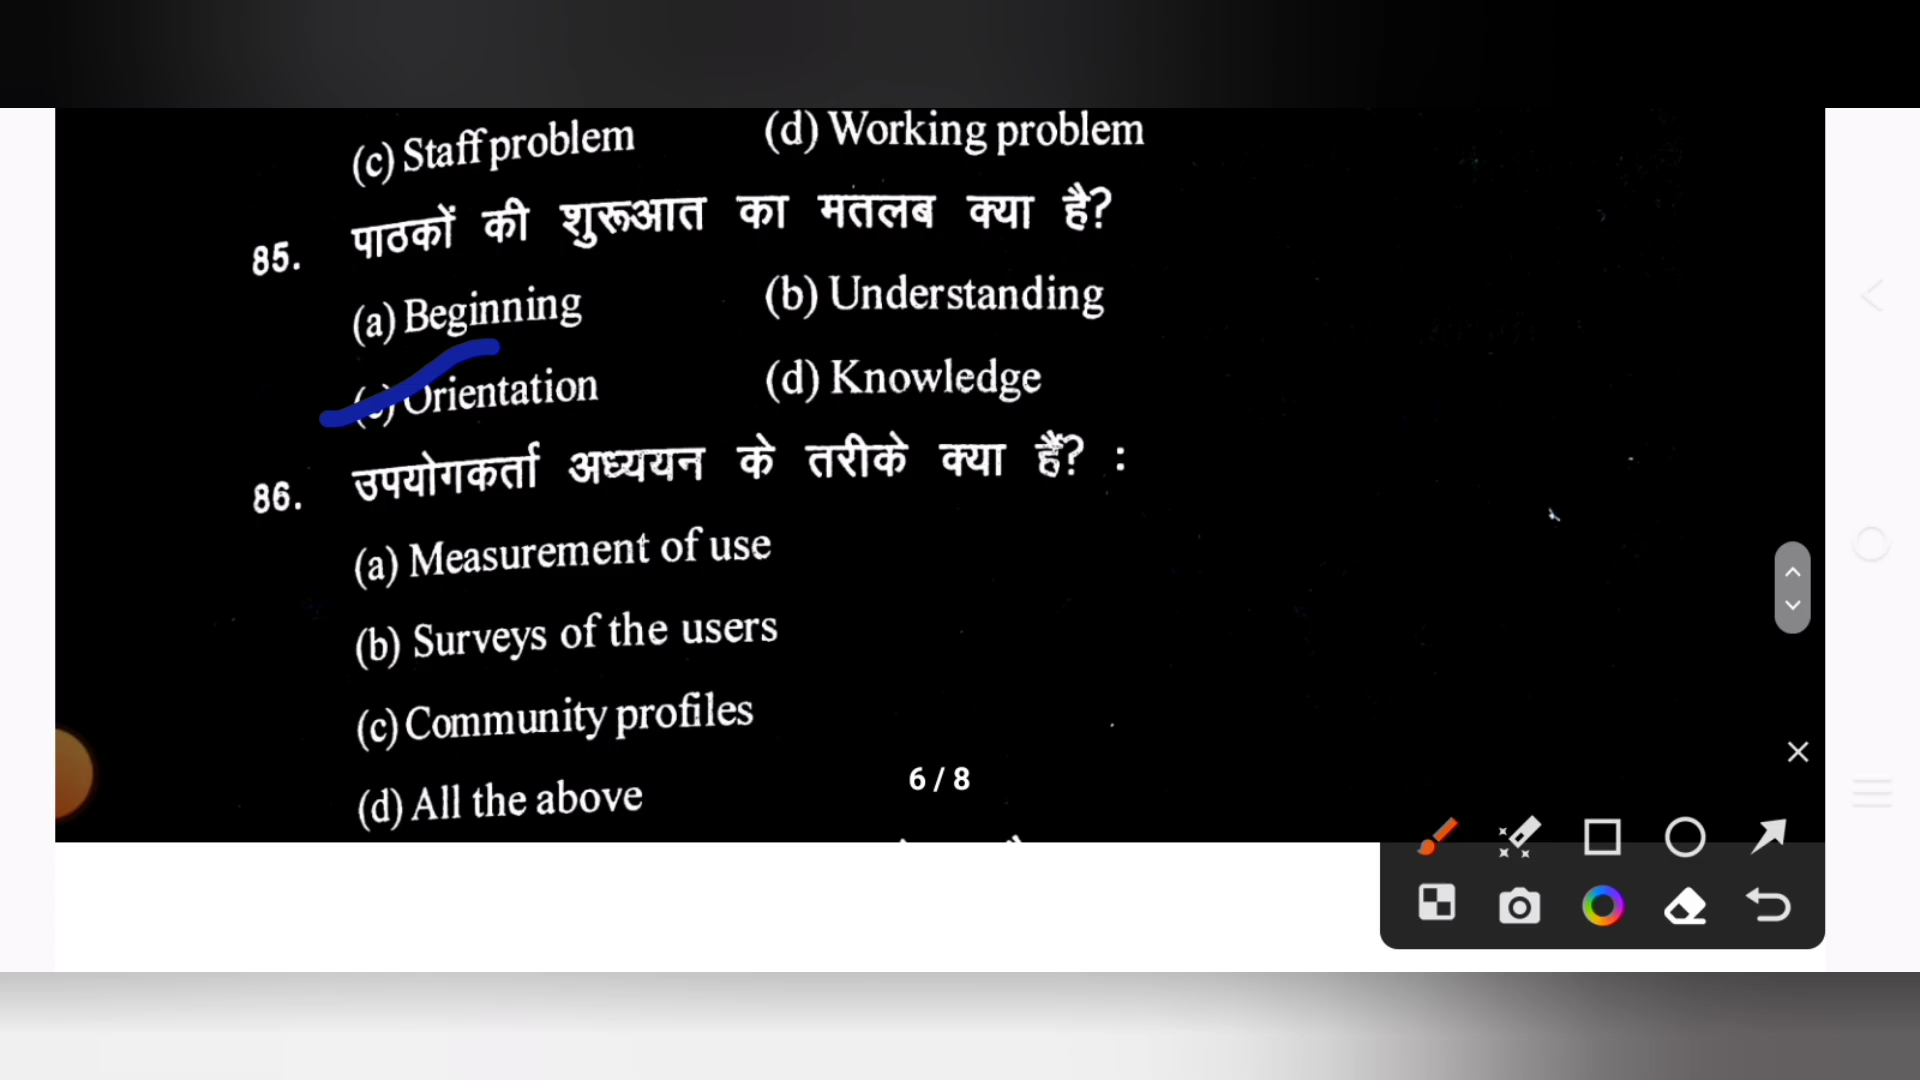 (c) Staff problem (d) Working problem
85. पाठकों की शुरूआत का मतलब क्या है?
(a) Beginning (b) Understanding
(c) Orientation (d) Knowledge
86. उपयोगकर्ता अध्ययन के तरीके क्या हैं? :
(a) Measurement of use
(b) Surveys of the users
(c) Community profiles
(d) All the above
6 / 8